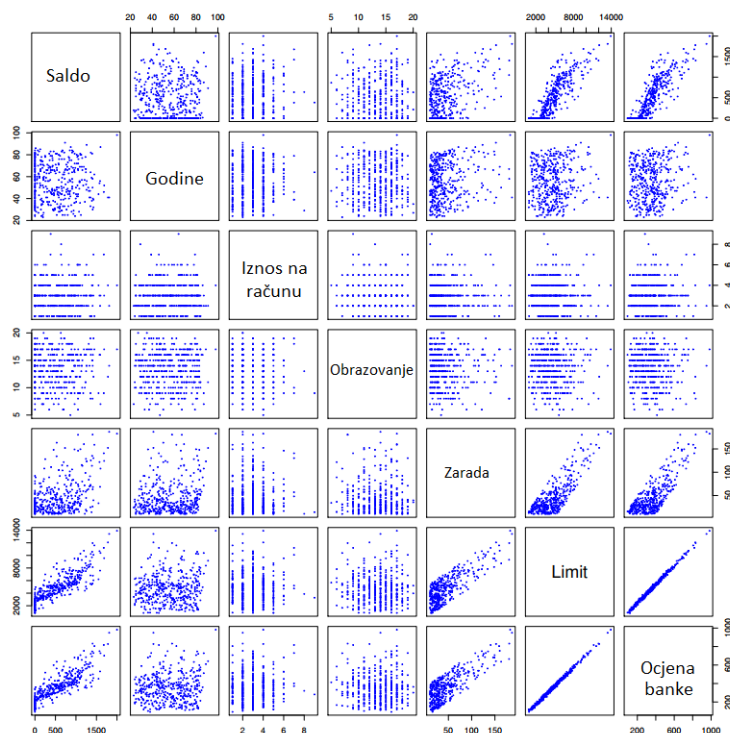 20 40 60 80 100
5 10 15 20
2000 8000 14000
Saldo
0 500 1500
20 40 60 80 100
Godine
Iznos na
računu
2 4 6 8
5 10 15 20
Obrazovanje
Zarada
50 100 150
2000 8000 14000
Limit
Ocjena
banke
200 600 1000
0 500 1500
2 4 6 8
50 100 150
200 600 1000